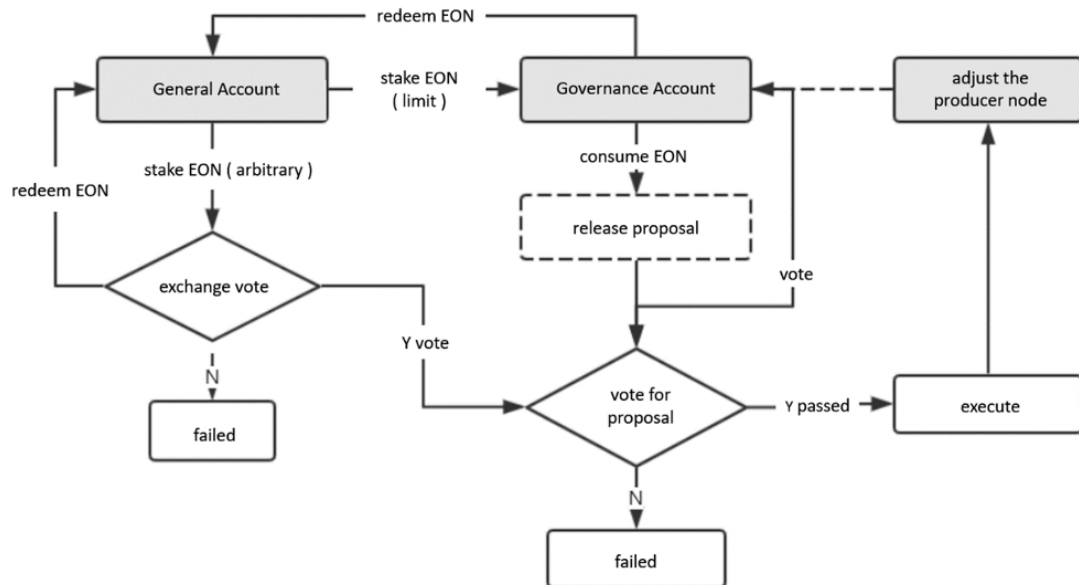 redeem EON
General Account
stake EON
( limit )
Governance Account
adjust the
producer node
redeem EON
stake EON ( arbitrary )
consume EON
release proposal
exchange vote
vote
Y vote
N
failed
vote for
proposal
Y passed
execute
N
failed